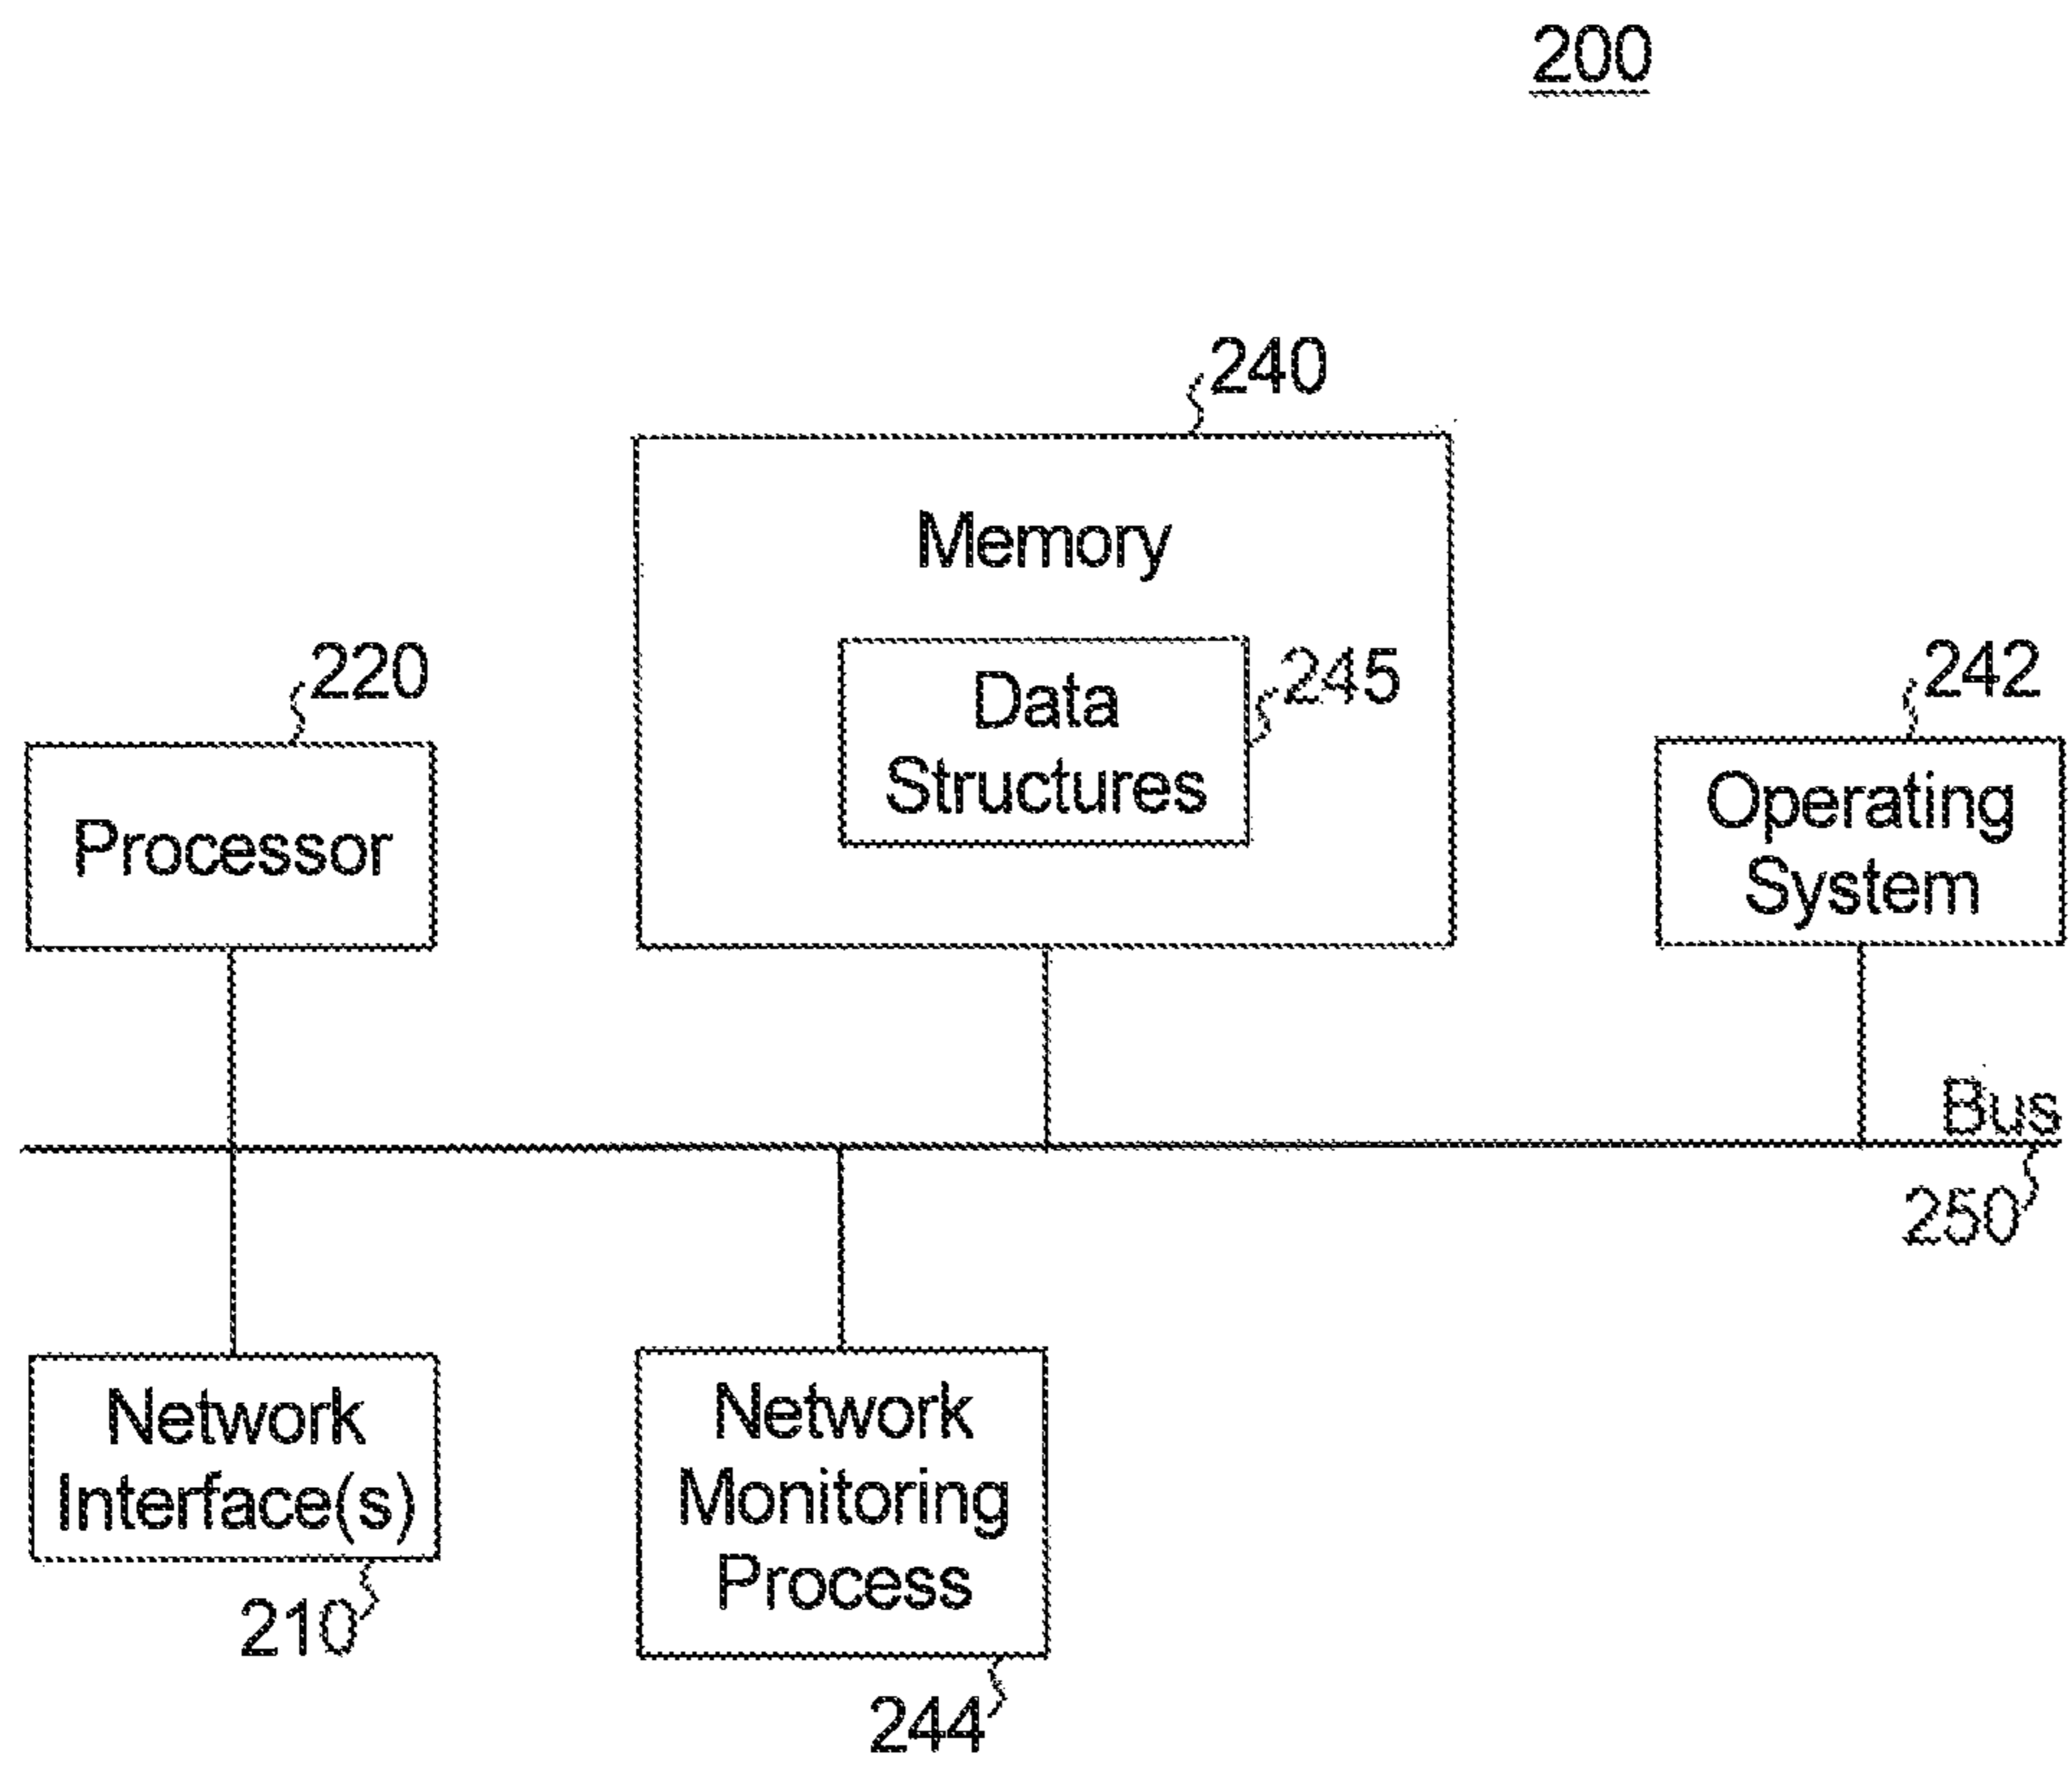 200
240
Memory
220
Data
Structures
245
242
Processor
Operating
System
Bus
250
Network
Interface(s)
210
Network
Monitoring
Process
244